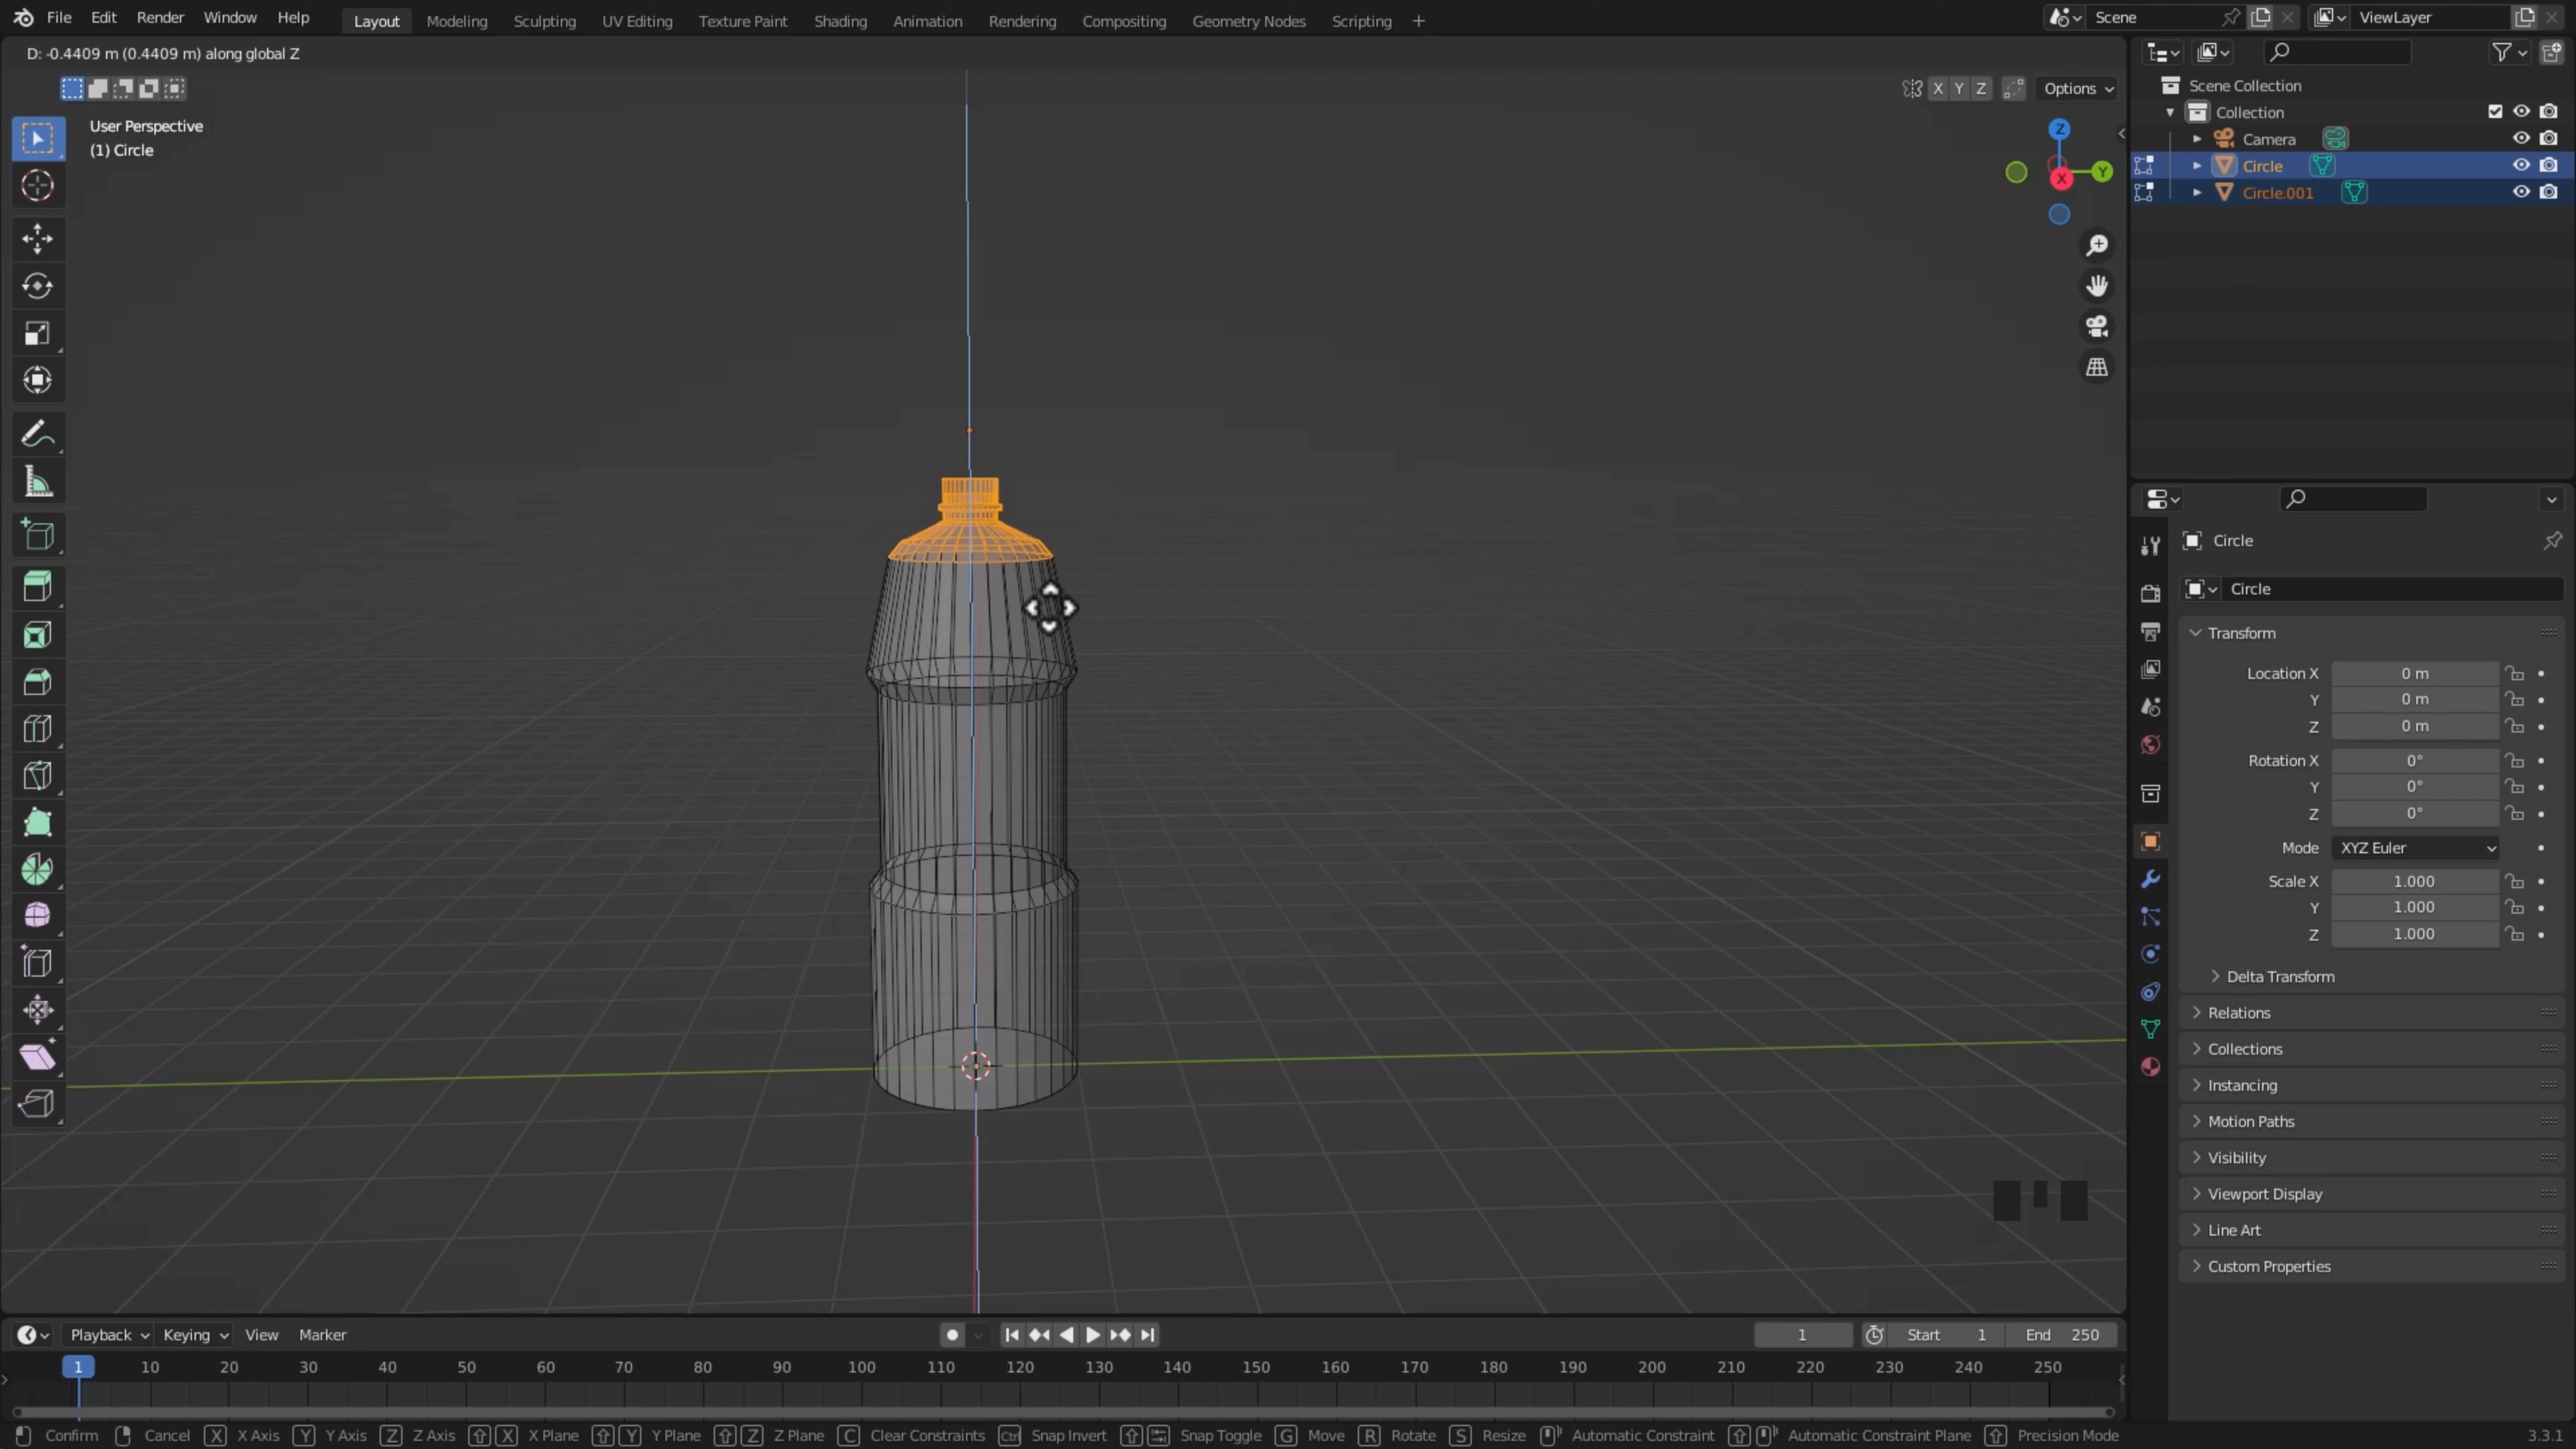 File Edit Render Window Help Layout Modeling Sculpting UV Editing Texture Paint Shading Animation Rendering Compositing Geometry Nodes Scripting + Scene ViewLayer
D: -0.4409 m (0.4409 m) along global Z
X Y Z Options
User Perspective
(1) Circle
Z
Y
X
Scene Collection
Collection
Camera
Circle
Circle.001
Circle
Circle
Transform
Location X 0 m
Y 0 m
Z 0 m
Rotation X 0°
Y 0°
Z 0°
Mode XYZ Euler
Scale X 1.000
Y 1.000
Z 1.000
Delta Transform
Relations
Collections
Instancing
Motion Paths
Visibility
Viewport Display
Line Art
Custom Properties
Playback Keying View Marker 1 Start 1 End 250
1 10 20 30 40 50 60 70 80 90 100 110 120 130 140 150 160 170 180 190 200 210 220 230 240 250
Confirm Cancel X X Axis Y Y Axis Z Z Axis X X Plane Y Y Plane Z Z Plane C Clear Constraints Ctrl Snap Invert Snap Toggle G Move R Rotate S Resize Automatic Constraint Automatic Constraint Plane Precision Mode 3.3.1